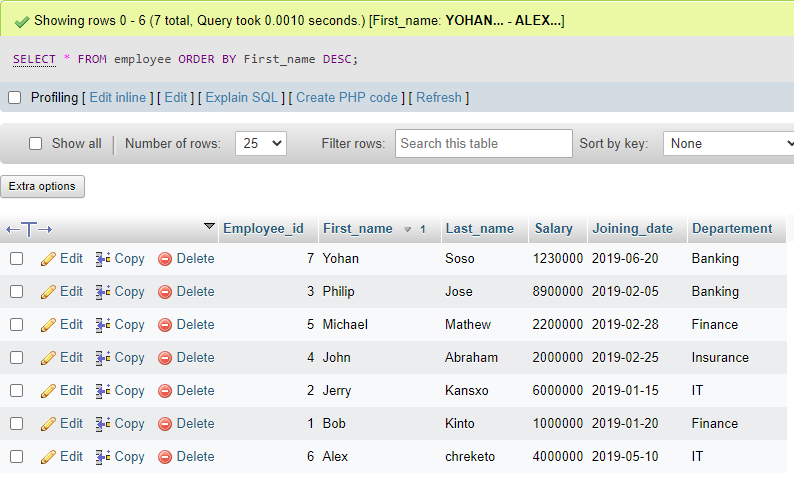 Showing rows 0 - 6 (7 total, Query took 0.0010 seconds.) [First_name: YOHAN... - ALEX...]
SELECT * FROM employee ORDER BY First_name DESC;
Profiling [ Edit inline ] [ Edit ] [ Explain SQL ] [ Create PHP code ] [ Refresh ]
Show all Number of rows: 25 Filter rows: Search this table Sort by key: None
Extra options
Employee_id First_name 1 Last_name Salary Joining_date Departement
Edit Copy Delete 7 Yohan Soso 1230000 2019-06-20 Banking
Edit Copy Delete 3 Philip Jose 8900000 2019-02-05 Banking
Edit Copy Delete 5 Michael Mathew 2200000 2019-02-28 Finance
Edit Copy Delete 4 John Abraham 2000000 2019-02-25 Insurance
Edit Copy Delete 2 Jerry Kansxo 6000000 2019-01-15 IT
Edit Copy Delete 1 Bob Kinto 1000000 2019-01-20 Finance
Edit Copy Delete 6 Alex chreketo 4000000 2019-05-10 IT